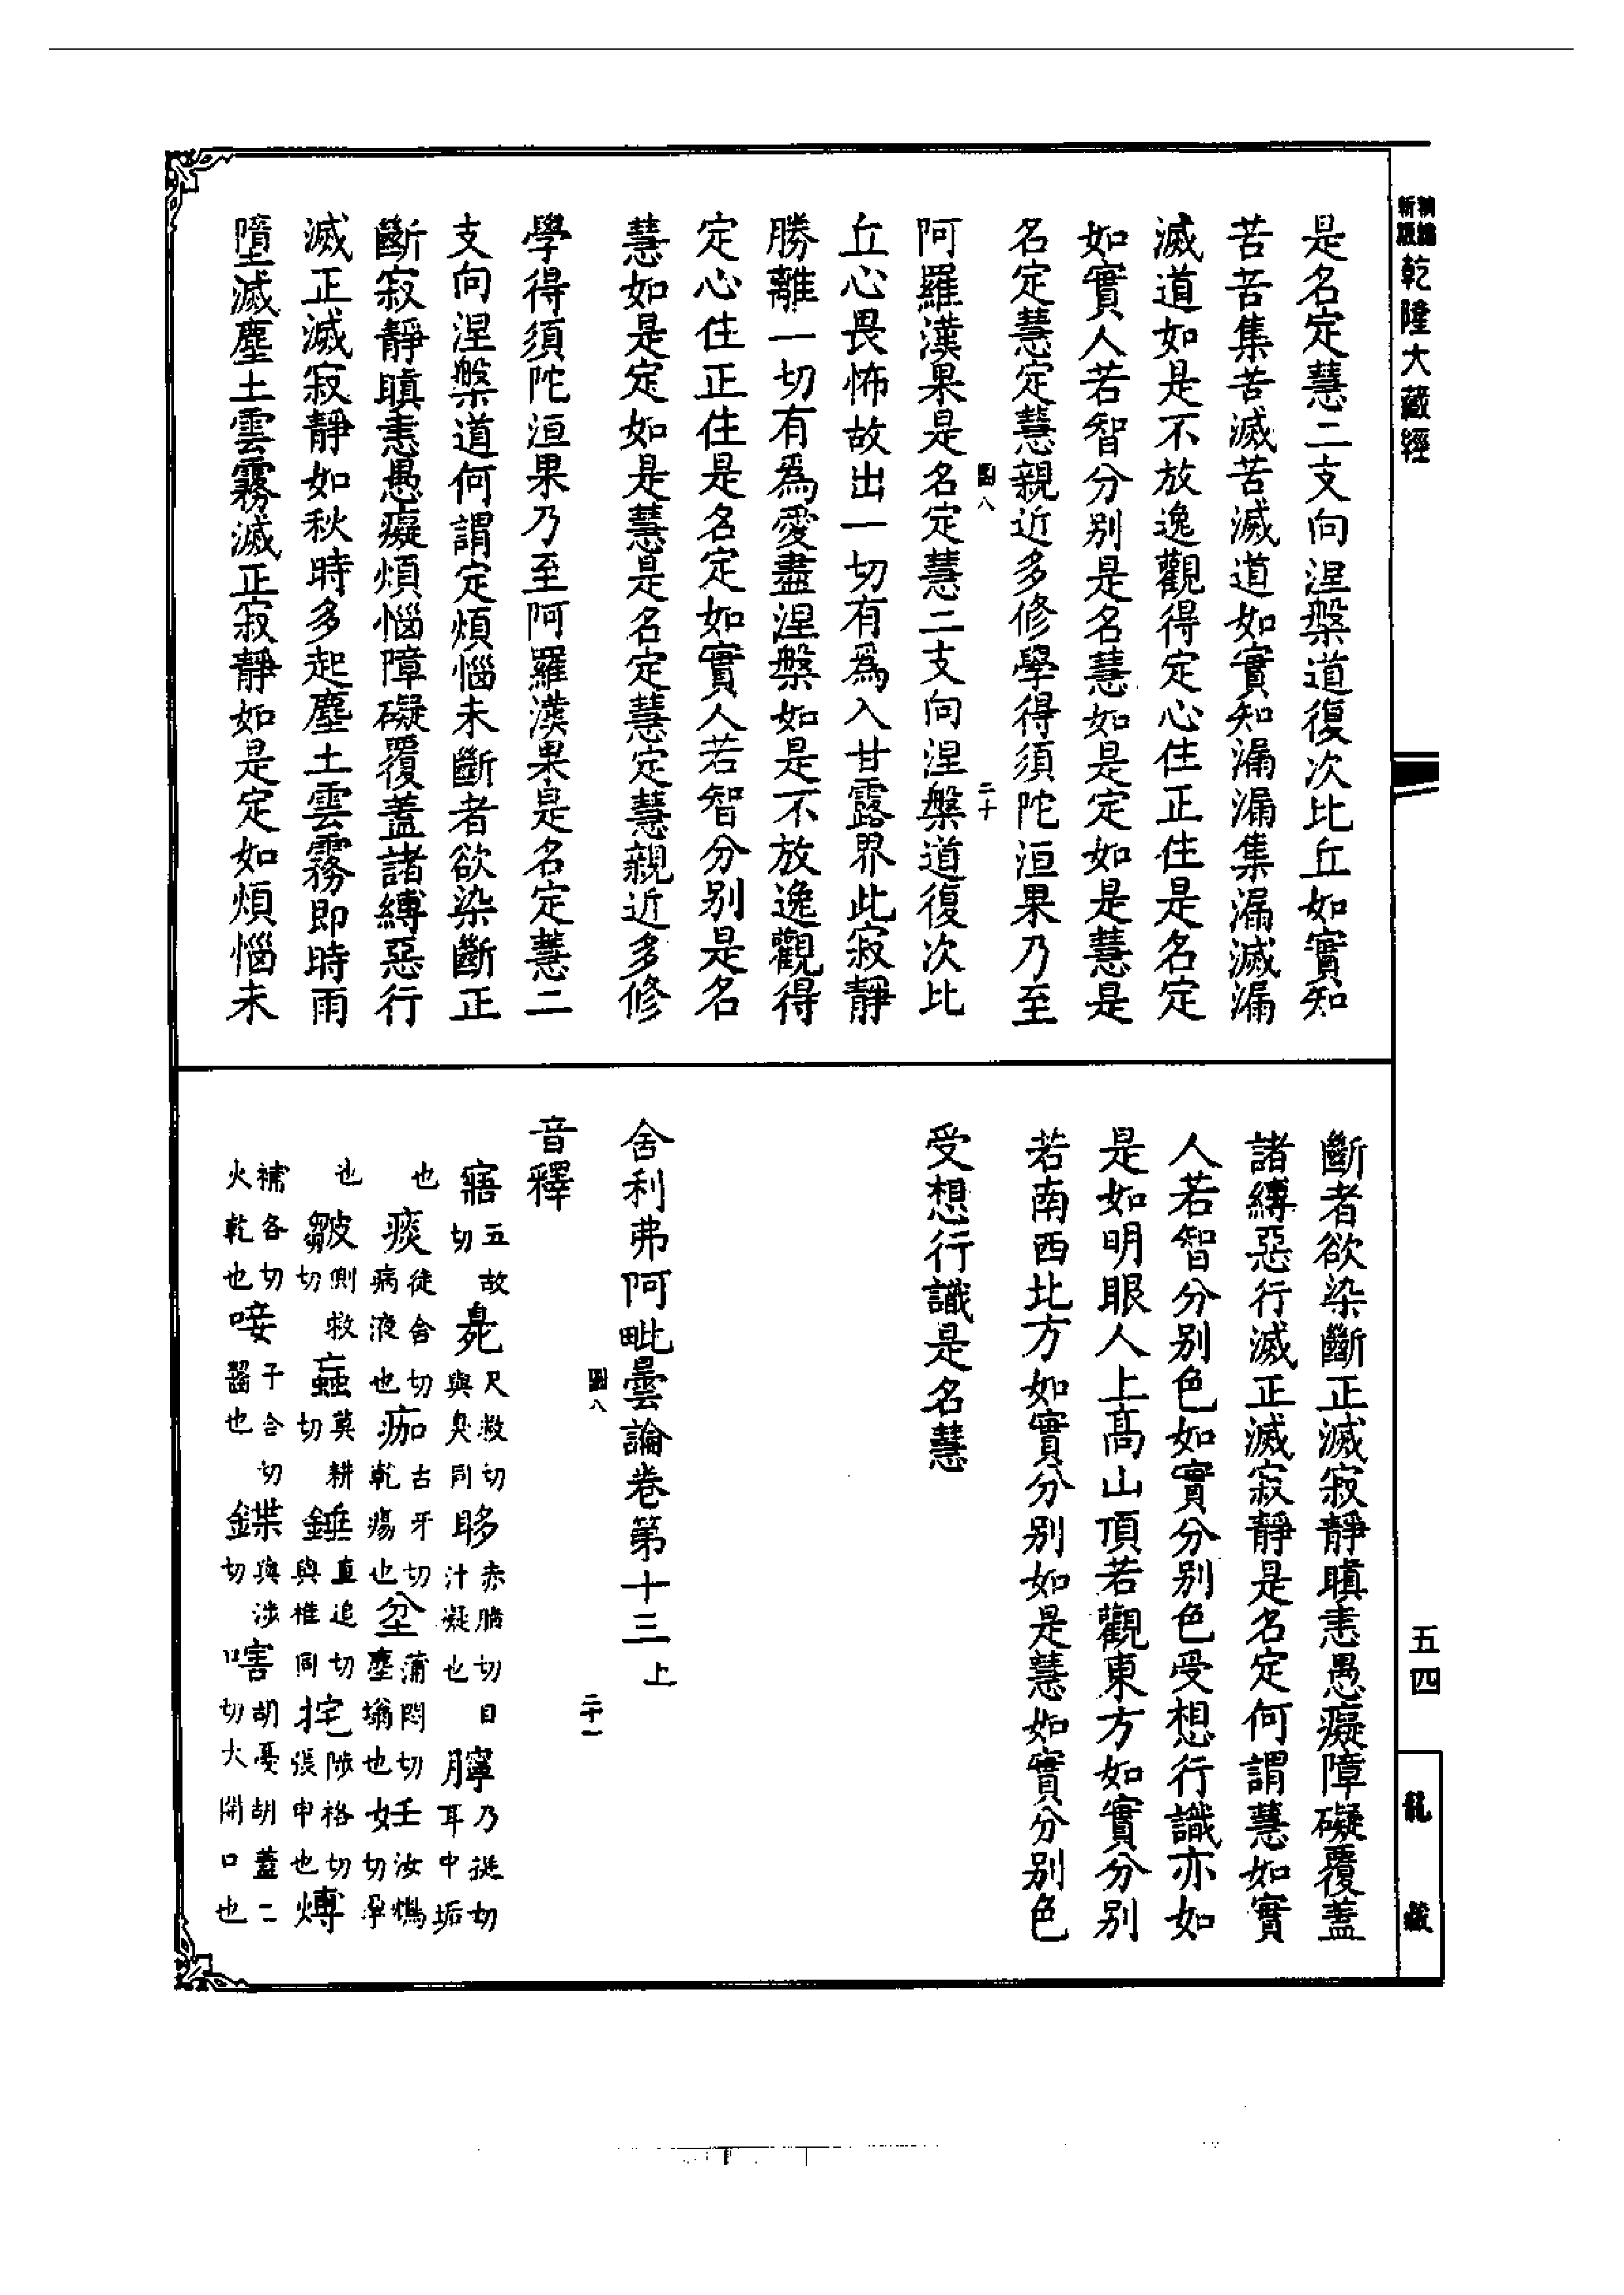 新編
縮版
乾隆大藏經
是名定慧二支向涅槃道復次比丘如實知
苦苦集苦滅苦滅道如實知漏漏集漏滅漏
滅道如是不放逸觀得定心住正住是名定
如實人若智分別是名慧如是定如是慧是
名定慧定慧親近多修學得須陀洹果乃至
圖八 二十
阿羅漢果是名定慧二支向涅槃道復次比
丘心畏怖故出一切有為入甘露界此寂靜
勝離一切有為愛盡涅槃如是不放逸觀得
定心住正住是名定如實人若智分別是名
慧如是定如是慧是名定慧定慧親近多修
學得須陀洹果乃至阿羅漢果是名定慧二
支向涅槃道何謂定煩惱未斷者欲染斷正
斷寂靜瞋恚愚癡煩惱障礙覆蓋諸縛惡行
滅正滅寂靜如秋時多起塵土雲霧即時雨
墮滅塵土雲霧滅正寂靜如是定如煩惱未
斷者欲染斷正滅寂靜瞋恚愚癡障礙覆蓋
諸縛惡行滅正滅寂靜是名定何謂慧如實
人若智分別色如實分別色受想行識亦如
是如明眼人上高山頂若觀東方如實分別
若南西北方如實分別如是慧如實分別色
受想行識是名慧
舍利弗阿毗曇論卷第十三上
圖八 二十一
音釋
寤五故切 臰尺救切與臭同 眵赤脂切目汁凝也 聹乃挺切耳中垢
也 痰徒含切病液也 痂古牙切乾瘍也 坌蒲悶切塵塕也 妊汝鴆切孕
也 皺側救切 蝱莫耕切 錘直追切與椎同 挓陟格切張申也 煿
補各切火乾也 唼子合切齧也 鍱與涉切 嗐胡憂胡蓋二切大開口也
五四
龍藏